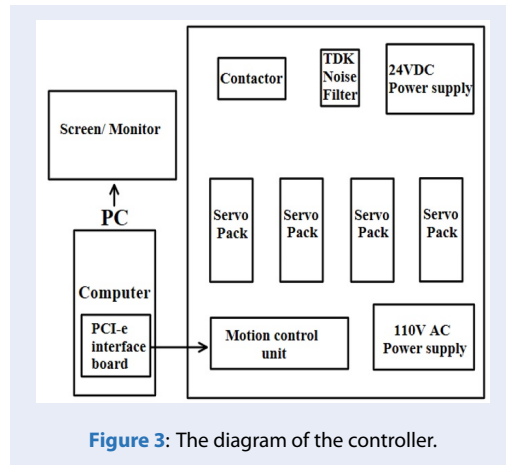 Contactor
TDK
Noise
Filter
24VDC
Power supply
Screen/ Monitor
PC
Servo
Pack
Servo
Pack
Servo
Pack
Servo
Pack
Computer
PCI-e
interface
board
Motion control
unit
110V AC
Power supply
Figure 3: The diagram of the controller.